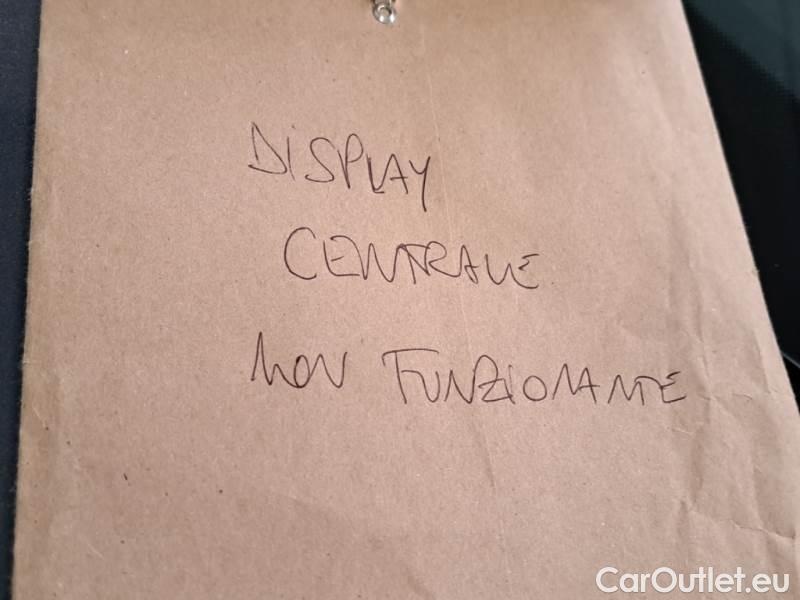 DISPLAY
CENTRALE
NON FUNZIONANTE
CarOutlet.eu